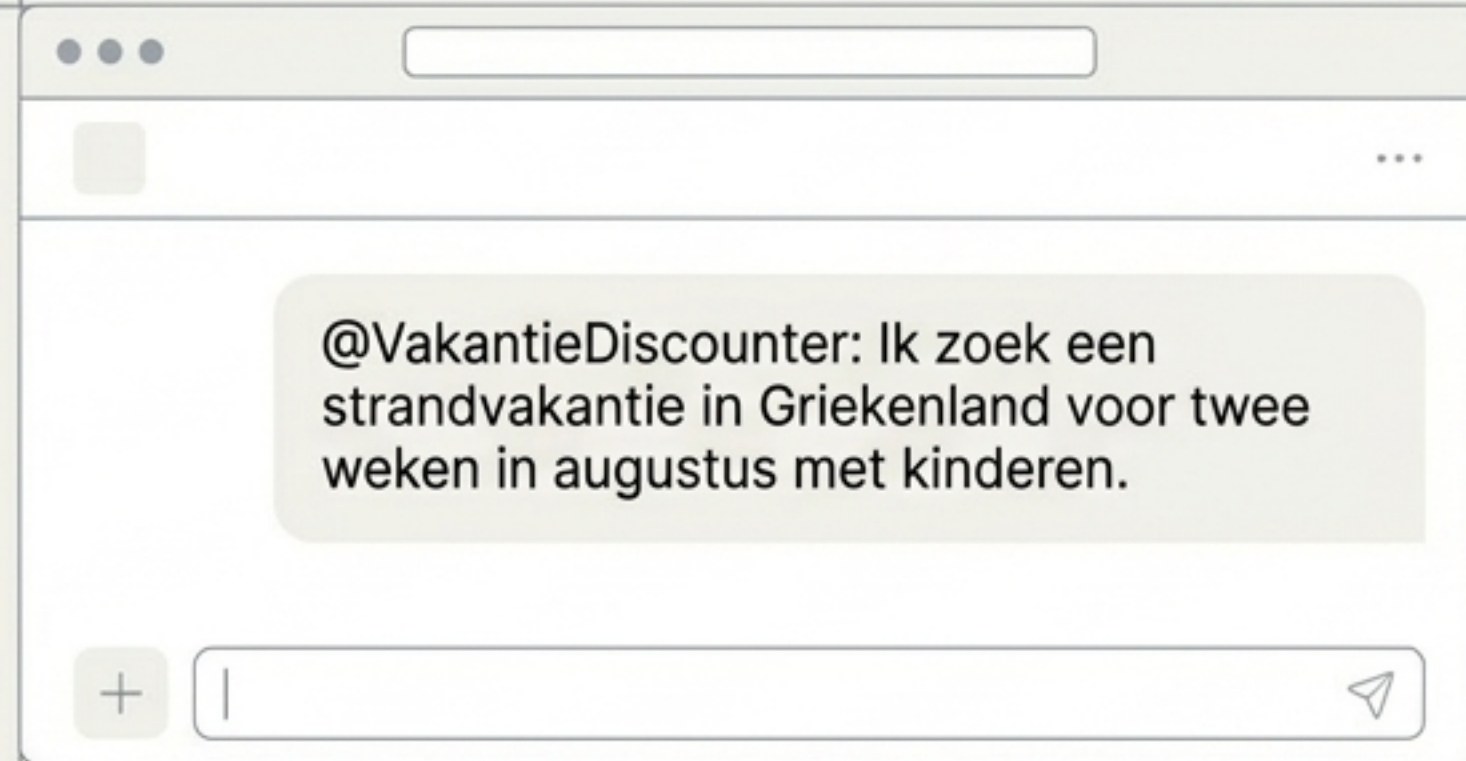 @VakantieDiscounter: Ik zoek een
strandvakantie in Griekenland voor twee
weken in augustus met kinderen.